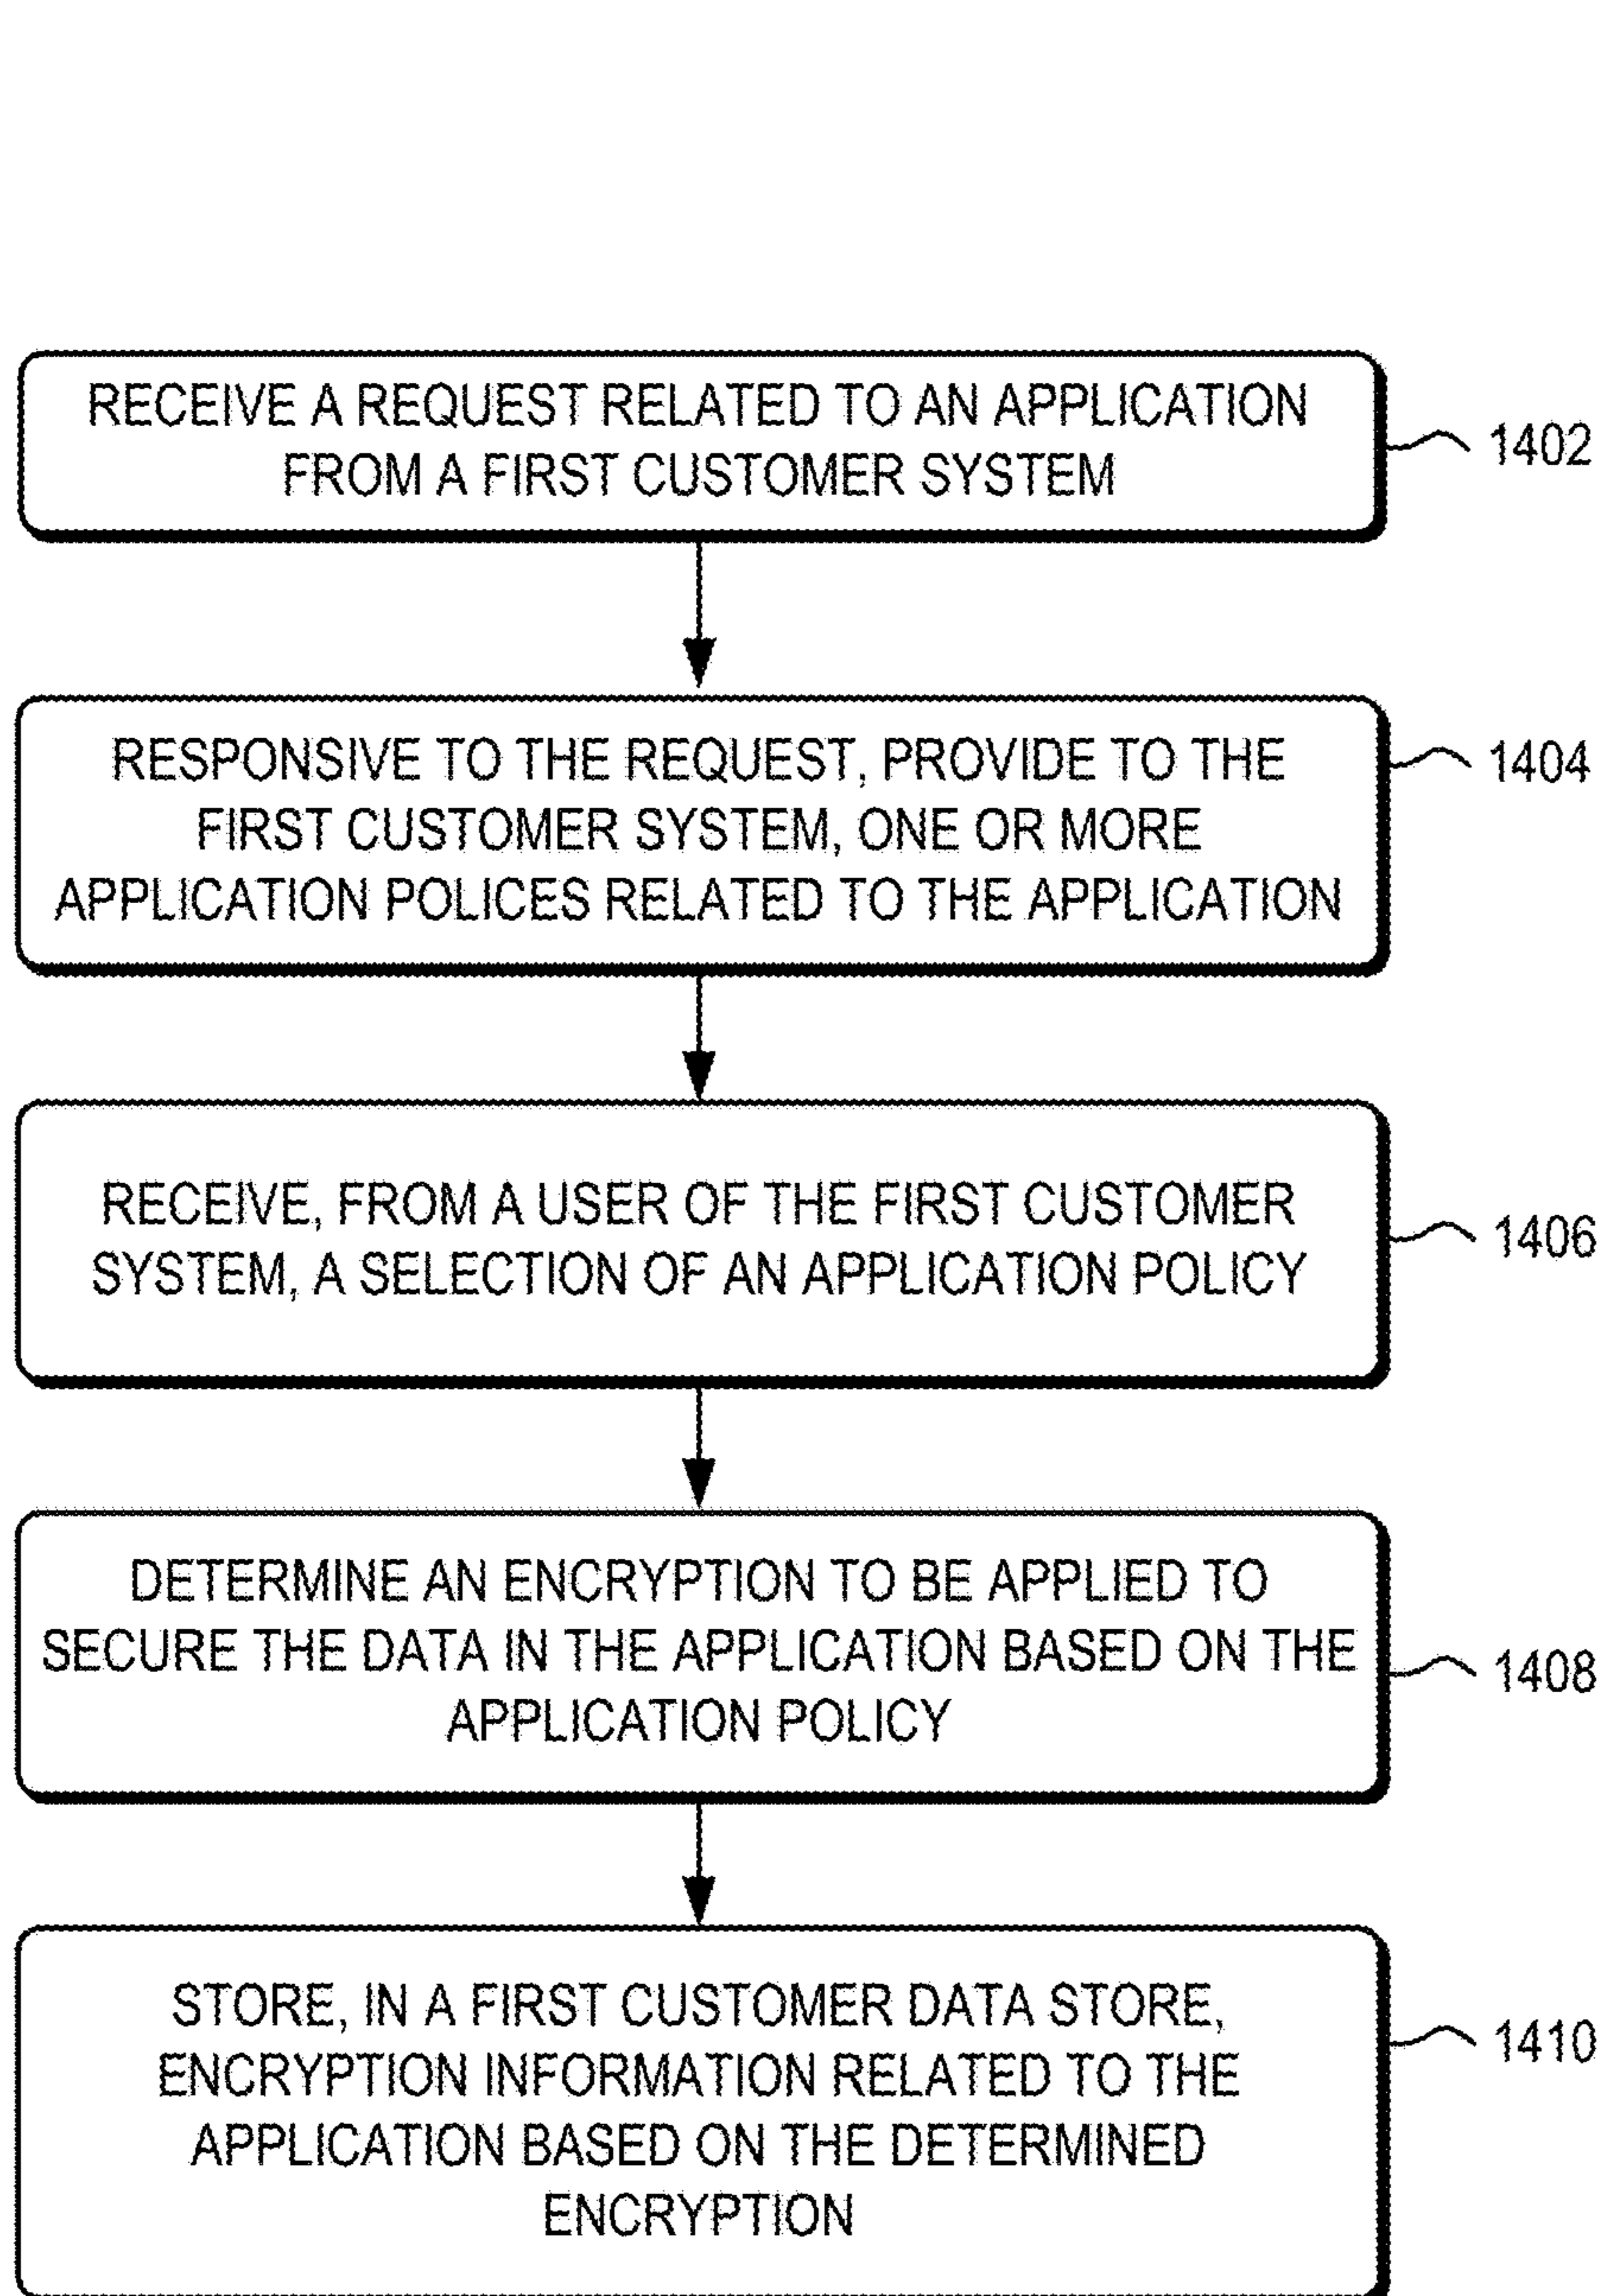 RECEIVE A REQUEST RELATED TO AN APPLICATION
FROM A FIRST CUSTOMER SYSTEM
1402
RESPONSIVE TO THE REQUEST, PROVIDE TO THE
FIRST CUSTOMER SYSTEM, ONE OR MORE
APPLICATION POLICES RELATED TO THE APPLICATION
1404
RECEIVE, FROM A USER OF THE FIRST CUSTOMER
SYSTEM, A SELECTION OF AN APPLICATION POLICY
1406
DETERMINE AN ENCRYPTION TO BE APPLIED TO
SECURE THE DATA IN THE APPLICATION BASED ON THE
APPLICATION POLICY
1408
STORE, IN A FIRST CUSTOMER DATA STORE,
ENCRYPTION INFORMATION RELATED TO THE
APPLICATION BASED ON THE DETERMINED
ENCRYPTION
1410